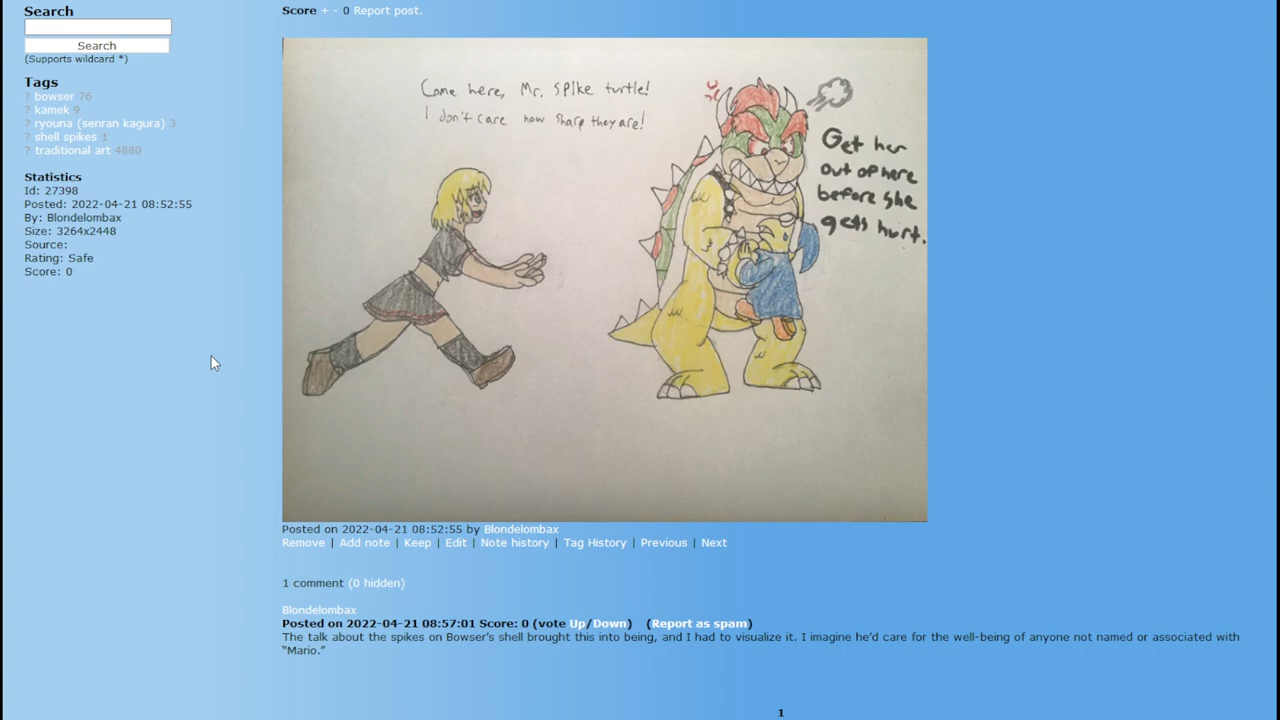 Search
Search
(Supports wildcard *)
Tags
? bowser 76
? kamek 9
? ryouna (senran kagura) 3
? shell spikes 1
? traditional art 4880
Statistics
Id: 27398
Posted: 2022-04-21 08:52:55
By: Blondelombax
Size: 3264x2448
Source:
Rating: Safe
Score: 0
Score + - 0 Report post.
Come here, Mr. Spike turtle!
I don't care how sharp they are!
Get her
out of here
before she
gets hurt.
Posted on 2022-04-21 08:52:55 by Blondelombax
Remove | Add note | Keep | Edit | Note history | Tag History | Previous | Next
1 comment (0 hidden)
Blondelombax
Posted on 2022-04-21 08:57:01 Score: 0 (vote Up/Down) (Report as spam)
The talk about the spikes on Bowser's shell brought this into being, and I had to visualize it. I imagine he'd care for the well-being of anyone not named or associated with
“Mario.”
1